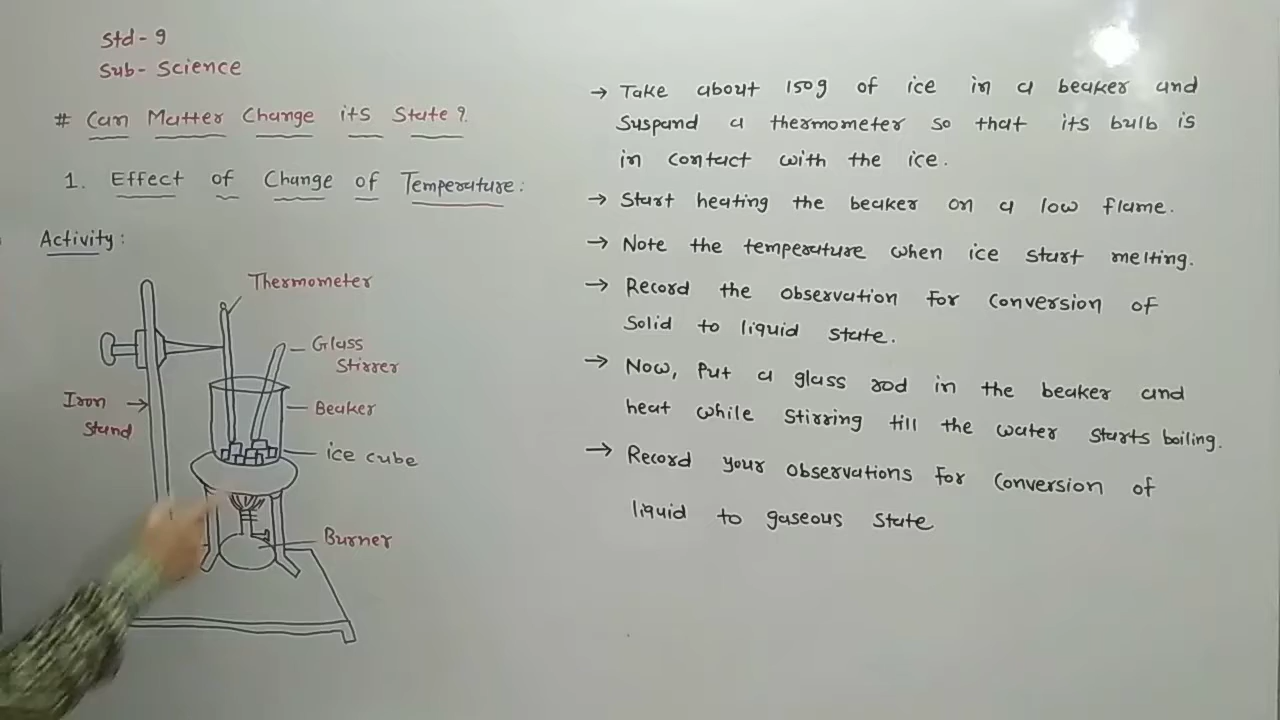 Std- 9
Sub- Science
# Can Matter Change its State ?
1. Effect of Change of Temperature:
Activity:
Thermometer
Glass
Stirrer
Iron
Stand
Beaker
ice cube
Burner
→ Take about 150g of ice in a beaker and
Suspand a thermometer so that its bulb is
in contact with the ice.
→ Start heating the beaker on a low flame.
→ Note the temperature when ice start melting.
→ Record the observation for conversion of
Solid to liquid state.
→ Now, Put a glass rod in the beaker and
heat while Stirring till the water starts boiling.
→ Record your observations for conversion of
liquid to gaseous state